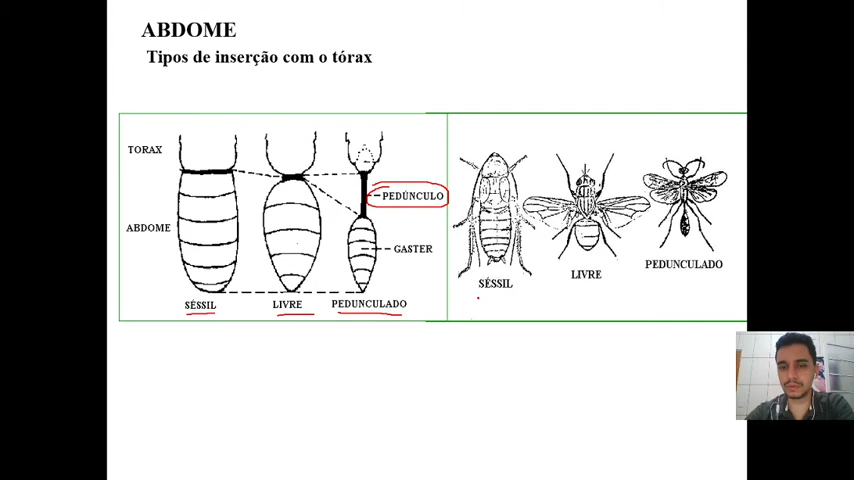 ABDOME
Tipos de inserção com o tórax
TORAX
ABDOME
PEDÚNCULO
GASTER
SÉSSIL
LIVRE
PEDUNCULADO
SÉSSIL
LIVRE
PEDUNCULADO